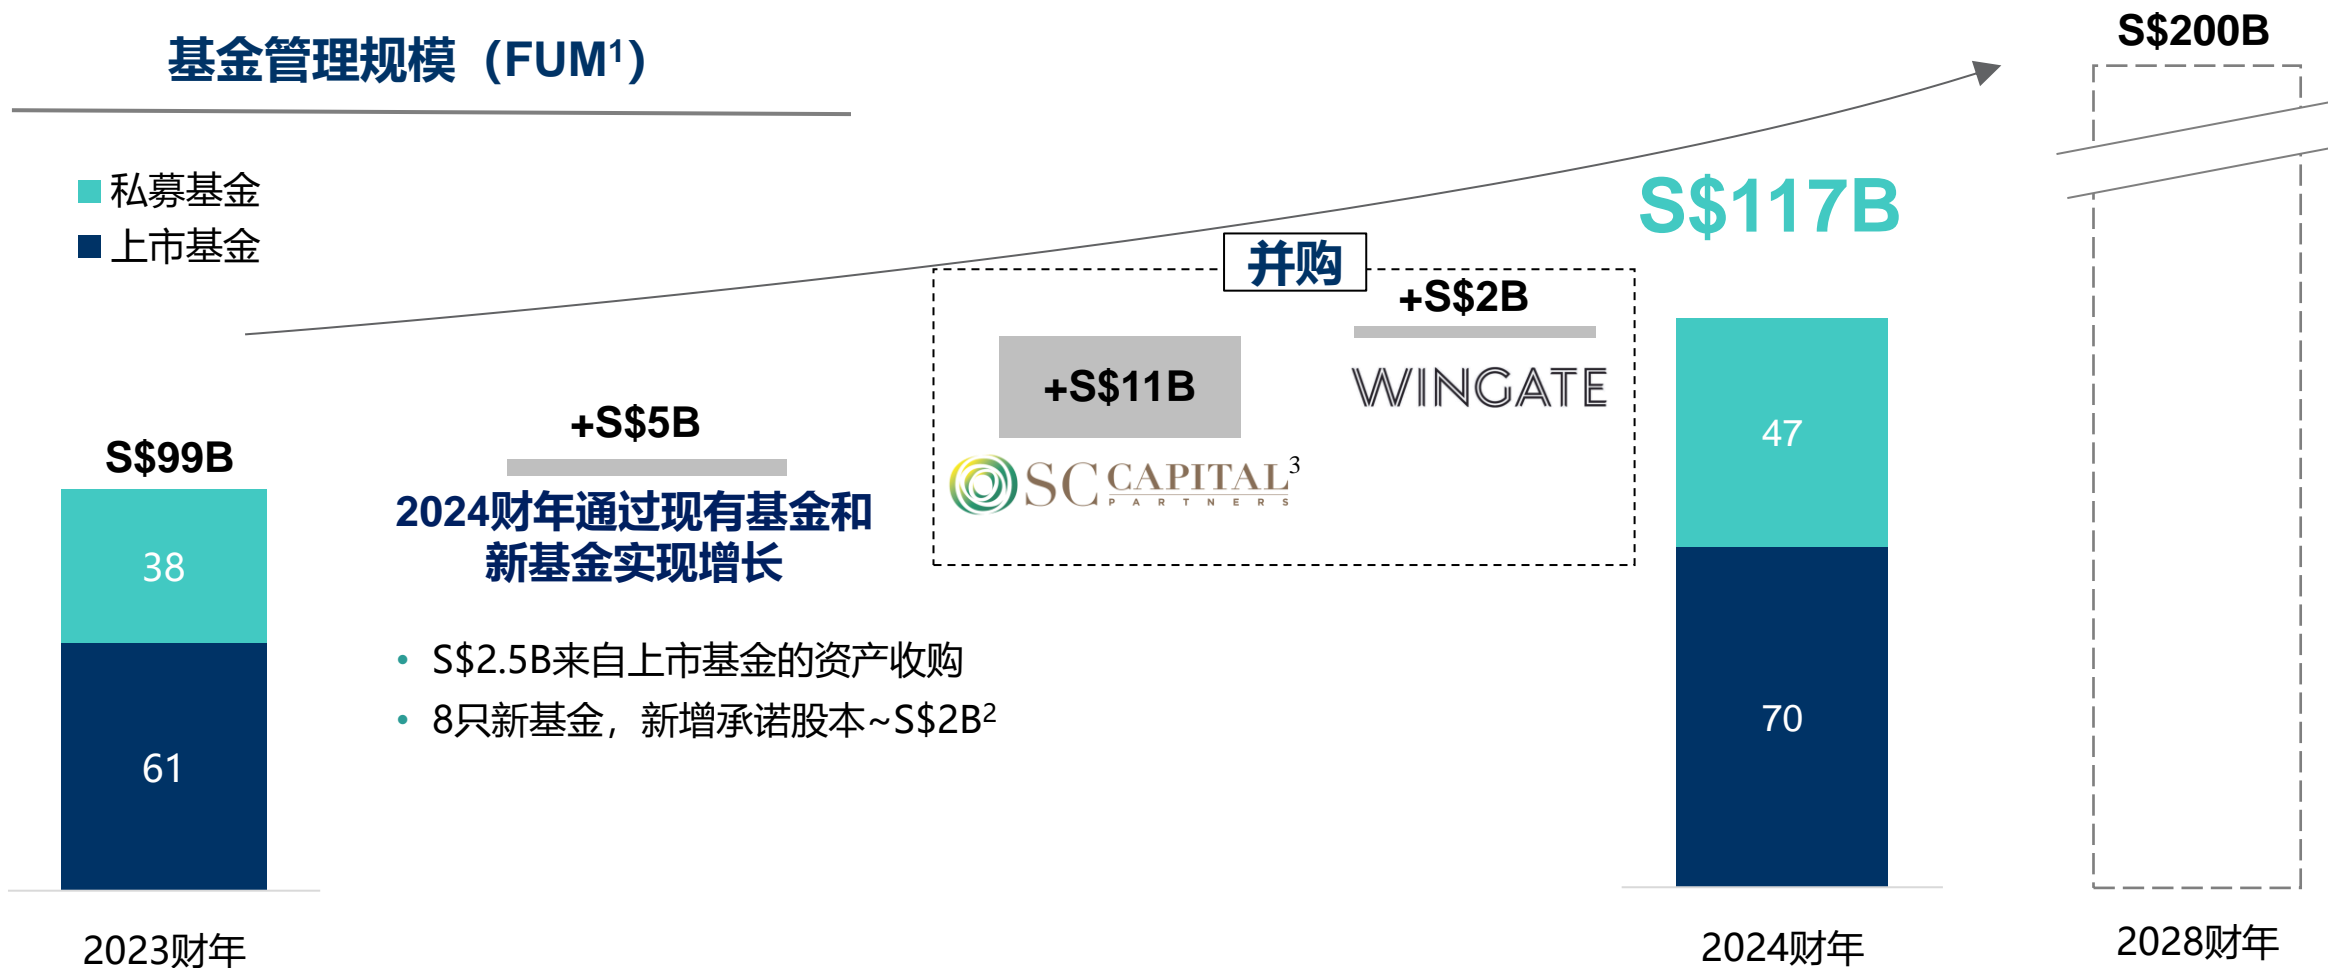 基金管理规模（FUM¹）
S$200B
私募基金
上市基金
S$117B
并购
+S$2B
+S$11B
WINGATE
+S$5B
S$99B
SC CAPITAL³
PARTNERS
47
2024财年通过现有基金和
新基金实现增长
38
• S$2.5B来自上市基金的资产收购
• 8只新基金，新增承诺股本~S$2B²
70
61
2023财年
2024财年
2028财年